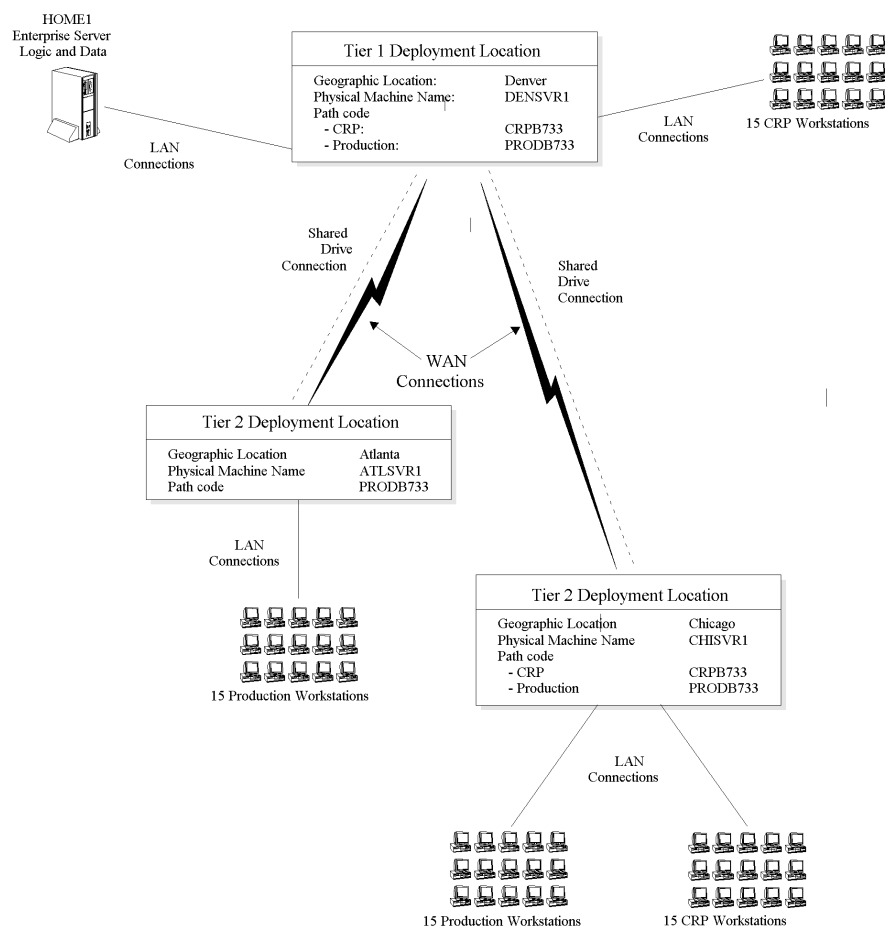 HOME1
Enterprise Server
Logic and Data
LAN
Connections
Tier 1 Deployment Location
Geographic Location: Denver
Physical Machine Name: DENSVR1
Path code
- CRP: CRPB733
- Production: PRODB733
LAN
Connections
15 CRP Workstations
Shared
Drive
Connection
Shared
Drive
Connection
WAN
Connections
Tier 2 Deployment Location
Geographic Location Atlanta
Physical Machine Name ATLSVR1
Path code PRODB733
LAN
Connections
15 Production Workstations
Tier 2 Deployment Location
Geographic Location Chicago
Physical Machine Name CHISVR1
Path code
- CRP CRPB733
- Production PRODB733
LAN
Connections
15 Production Workstations
15 CRP Workstations